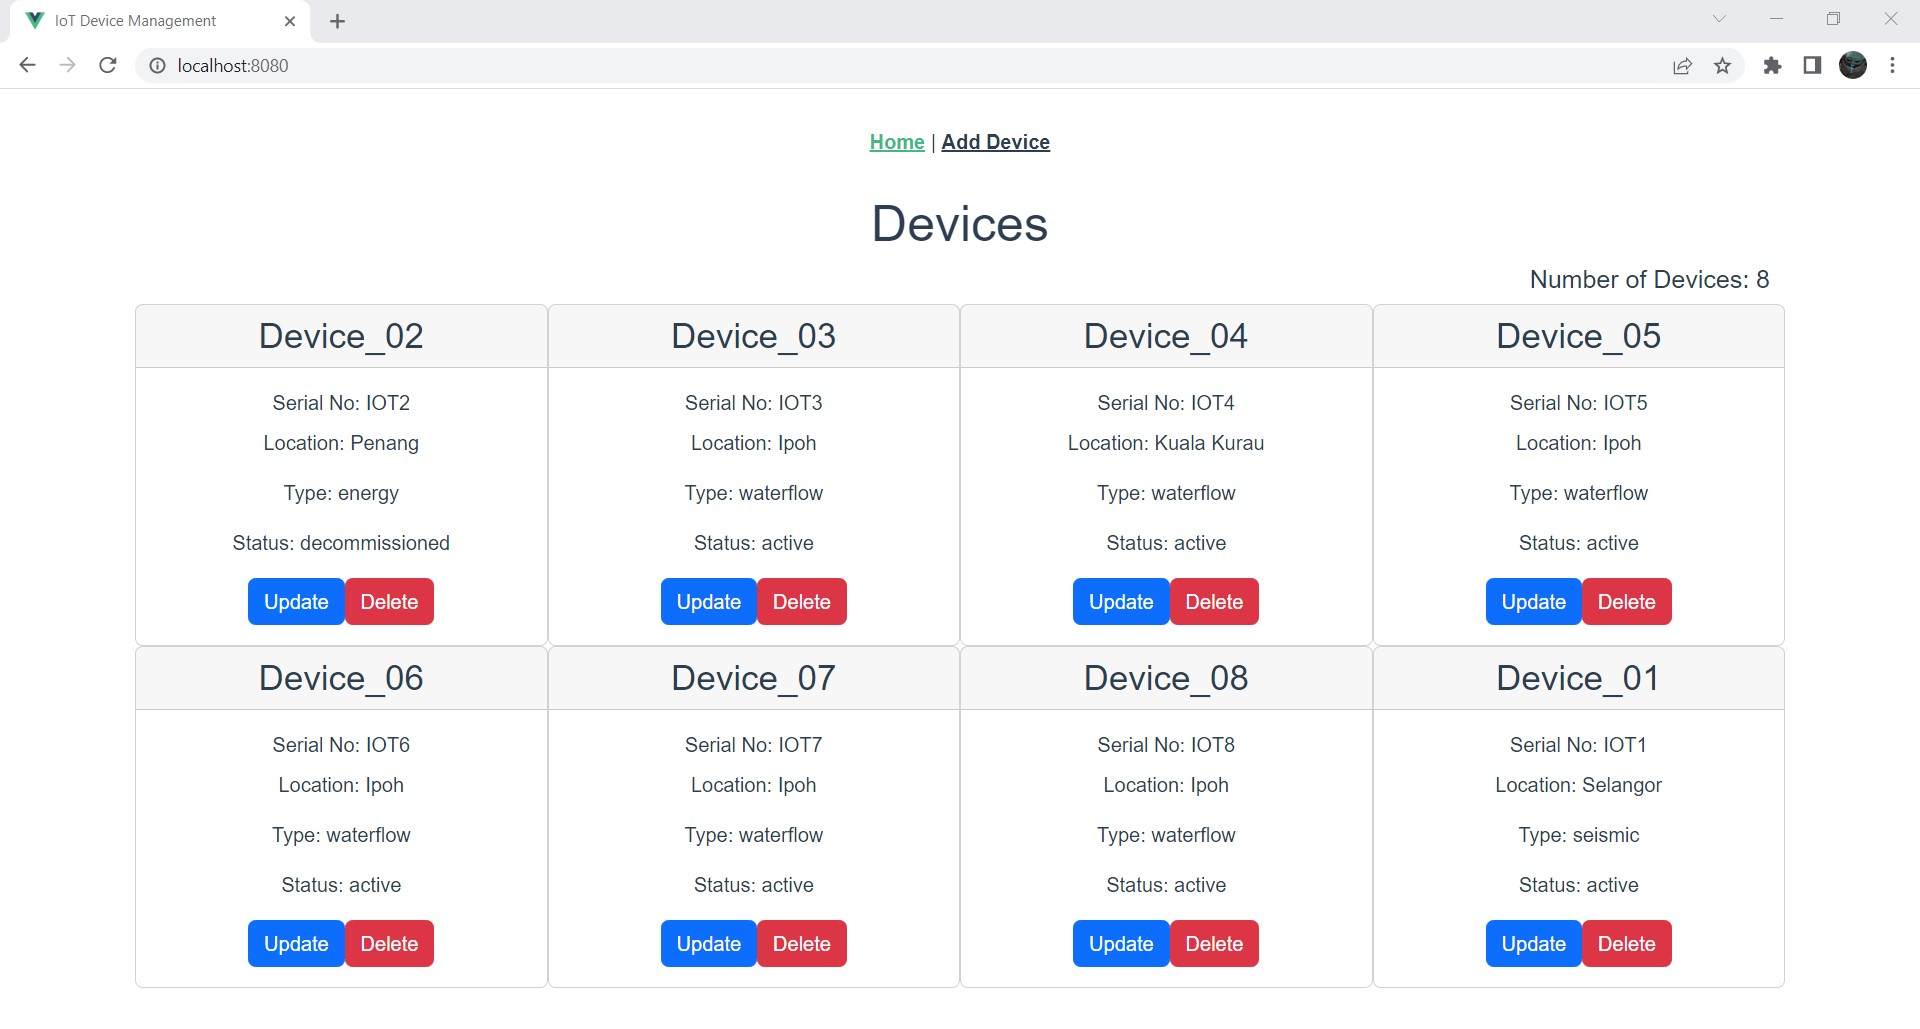 IoT Device Management
localhost:8080
Home | Add Device
Devices
Number of Devices: 8
Device_02
Serial No: IOT2
Location: Penang
Type: energy
Status: decommissioned
Update Delete
Device_03
Serial No: IOT3
Location: Ipoh
Type: waterflow
Status: active
Update Delete
Device_04
Serial No: IOT4
Location: Kuala Kurau
Type: waterflow
Status: active
Update Delete
Device_05
Serial No: IOT5
Location: Ipoh
Type: waterflow
Status: active
Update Delete
Device_06
Serial No: IOT6
Location: Ipoh
Type: waterflow
Status: active
Update Delete
Device_07
Serial No: IOT7
Location: Ipoh
Type: waterflow
Status: active
Update Delete
Device_08
Serial No: IOT8
Location: Ipoh
Type: waterflow
Status: active
Update Delete
Device_01
Serial No: IOT1
Location: Selangor
Type: seismic
Status: active
Update Delete